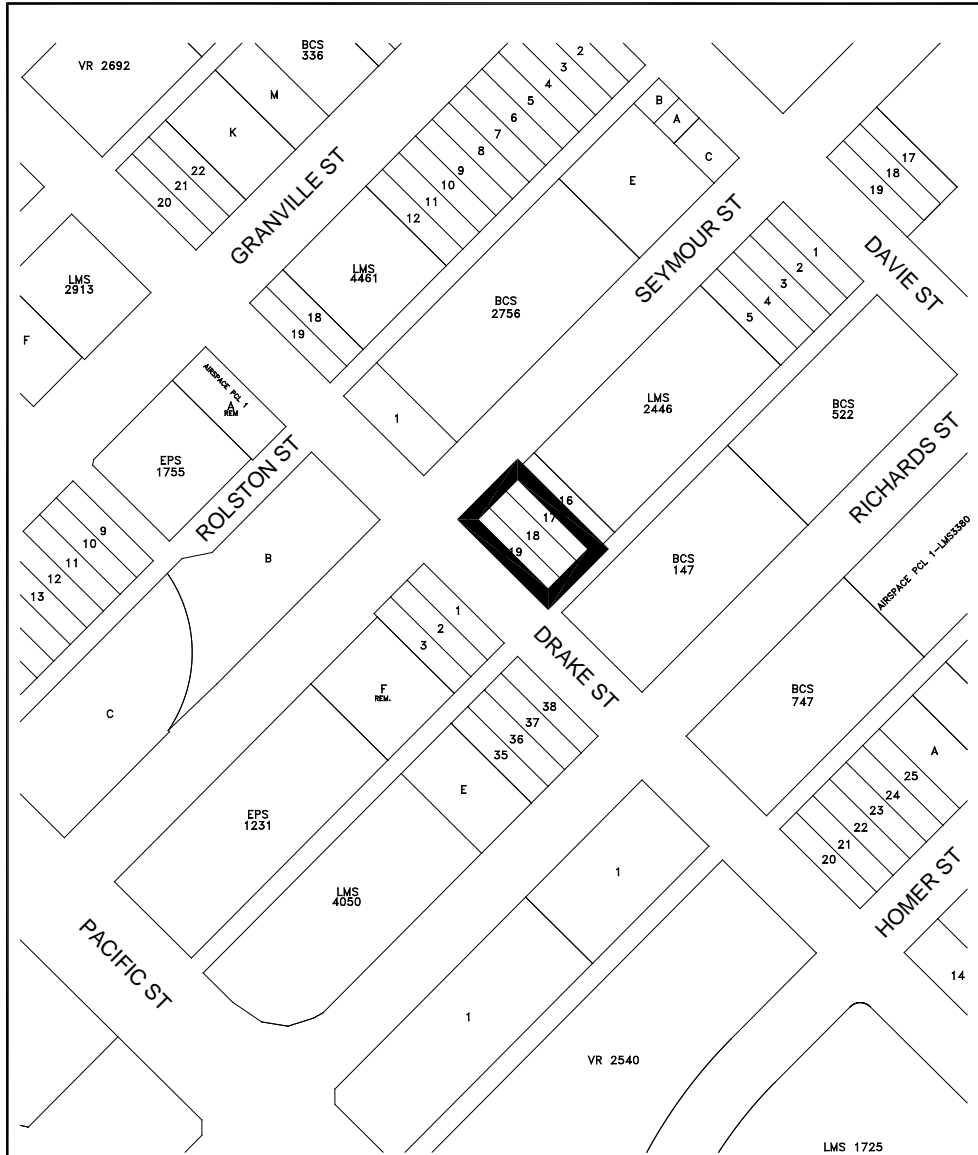 VR 2692
BCS
336
M
K
22
21
20
2
3
4
5
6
7
8
9
10
11
12
B
A
C
E
17
18
19
GRANVILLE ST
LMS
2913
F
LMS
4461
18
19
SEYMOUR ST
DAVIE ST
1
2
3
4
5
BCS
2756
1
AIRSPACE PCL 1
A
REM
EPS
1755
ROLSTON ST
LMS
2446
BCS
522
RICHARDS ST
9
10
11
12
13
B
C
16
17
18
19
BCS
147
AIRSPACE PCL 1-LMS3380
1
2
3
F
REM.
DRAKE ST
38
37
36
35
E
BCS
747
A
25
24
23
22
21
20
HOMER ST
EPS
1231
LMS
4050
1
PACIFIC ST
1
14
VR 2540
LMS 1725